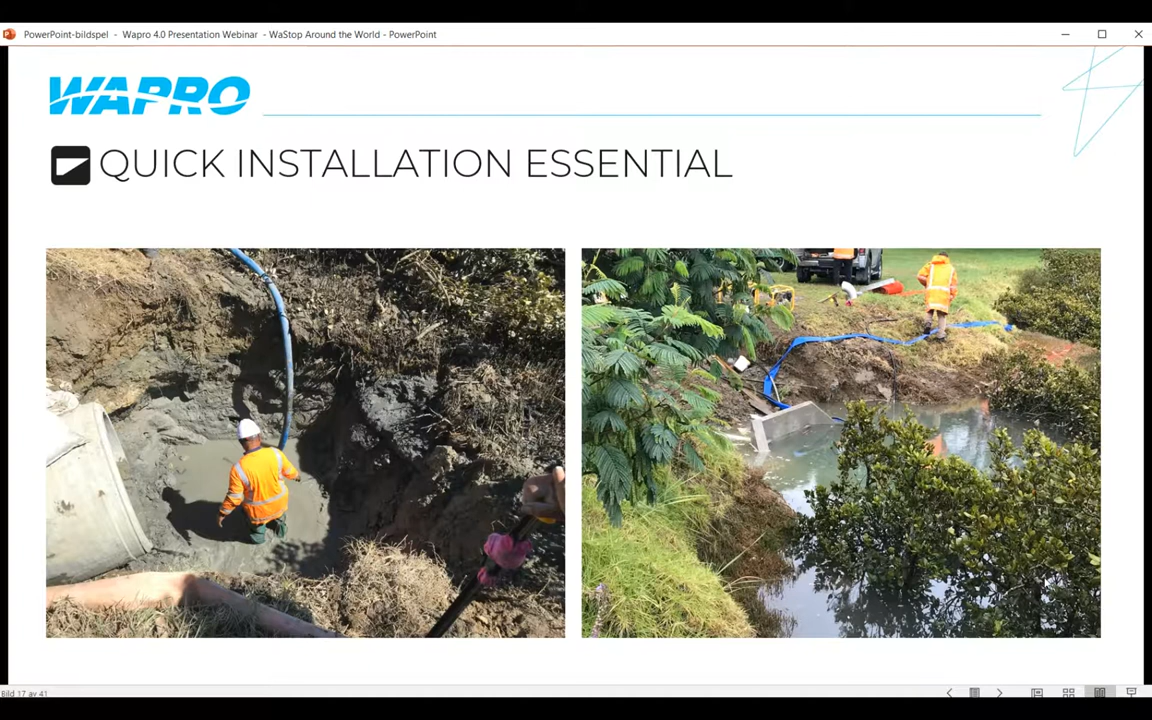 PowerPoint-bildspel - Wapro 4.0 Presentation Webinar - WaStop Around the World - PowerPoint
WAPRO
QUICK INSTALLATION ESSENTIAL
Bild 17 av 41